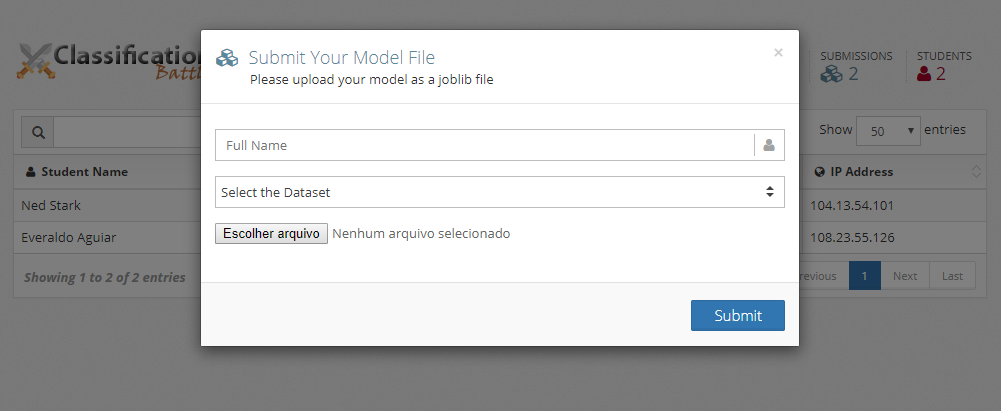 Classification
Battl
Submit Your Model File
×
Please upload your model as a joblib file
SUBMISSIONS
2
STUDENTS
2
Full Name
Select the Dataset
Escolher arquivo Nenhum arquivo selecionado
Submit
Show 50 entries
Student Name
IP Address
Ned Stark
104.13.54.101
Everaldo Aguiar
108.23.55.126
Showing 1 to 2 of 2 entries
revious 1 Next Last